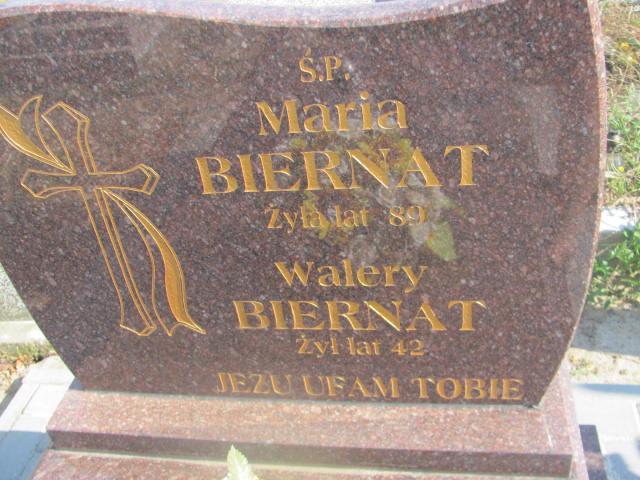 Ś.P.
Maria
BIERNAT
Żyła lat 89
Walery
BIERNAT
Żył lat 42
JEZU UFAM TOBIE